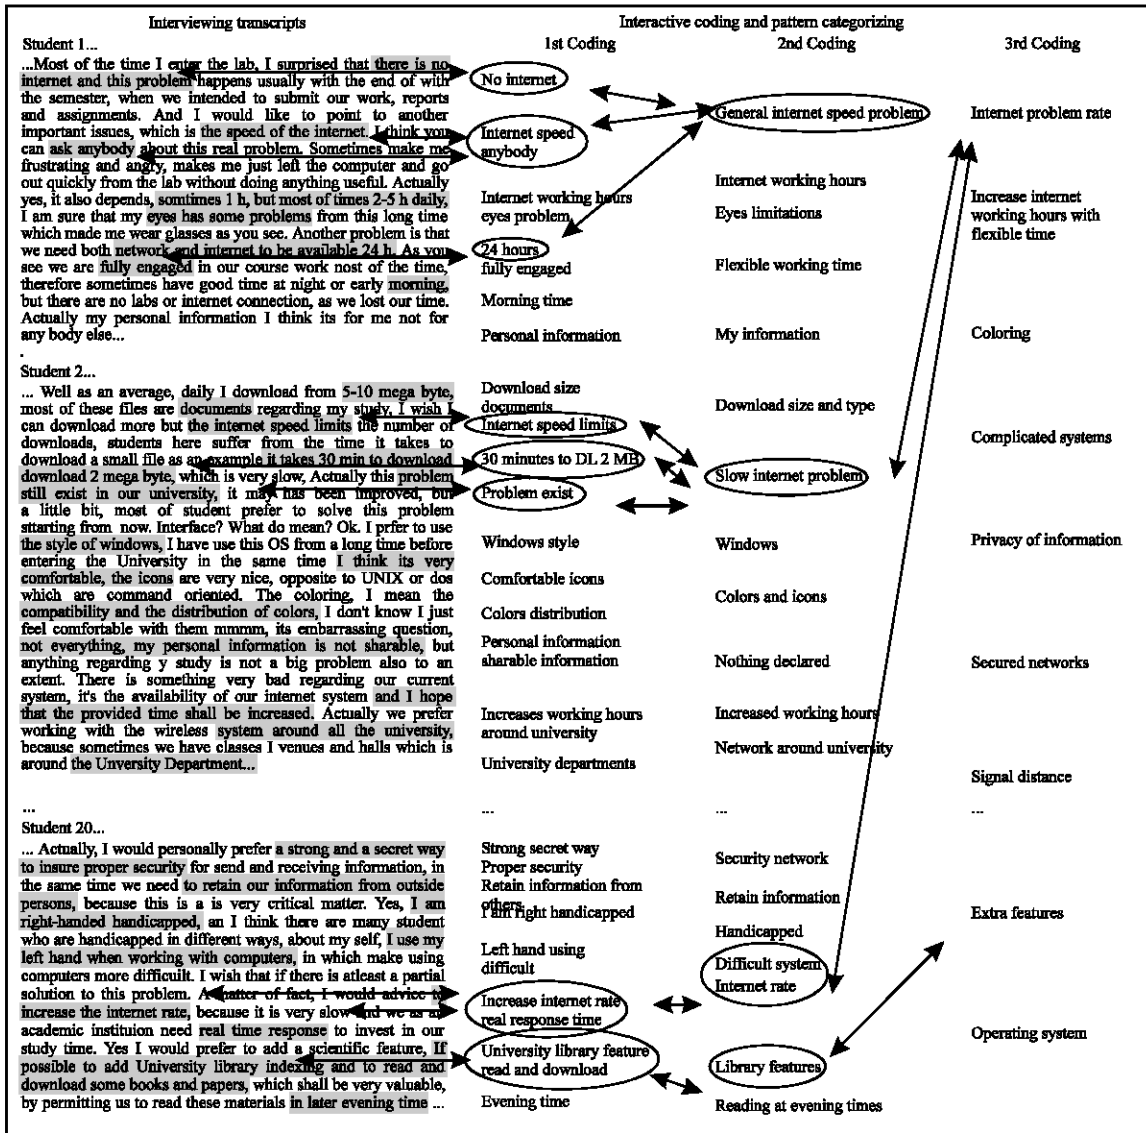 Interviewing transcripts
Interactive coding and pattern categorizing
1st Coding
2nd Coding
3rd Coding
Student 1...
...Most of the time I enter the lab, I surprised that there is no
internet and this problem happens usually with the end of with
the semester, when we intended to submit our work, reports
and assignments. And I would like to point to another
important issues, which is the speed of the internet. I think you
can ask anybody about this real problem. Sometimes make me
frustrating and angry, makes me just left the computer and go
out quickly from the lab without doing anything useful. Actually
yes, it also depends, somtimes 1 h, but most of times 2-5 h daily,
I am sure that my eyes has some problems from this long time
which made me wear glasses as you see. Another problem is that
we need both network and internet to be available 24 h. As you
see we are fully engaged in our course work nost of the time,
therefore sometimes have good time at night or early morning,
but there are no labs or internet connection, as we lost our time.
Actually my personal information I think its for me not for
any body else...
.
No internet
Internet speed
anybody
Internet working hours
eyes problem
24 hours
fully engaged
Morning time
Personal information
General internet speed problem
Internet working hours
Eyes limitations
Flexible working time
My information
Internet problem rate
Increase internet
working hours with
flexible time
Coloring
Student 2...
... Well as an average, daily I download from 5-10 mega byte,
most of these files are documents regarding my study, I wish I
can download more but the internet speed limits the number of
downloads, students here suffer from the time it takes to
download a small file as an example it takes 30 min to download
download 2 mega byte, which is very slow, Actually this problem
still exist in our university, it may has been improved, but
a little bit, most of student prefer to solve this problem
sttarting from now. Interface? What do mean? Ok. I prfer to use
the style of windows, I have use this OS from a long time before
entering the University in the same time I think its very
comfortable, the icons are very nice, opposite to UNIX or dos
which are command oriented. The coloring, I mean the
compatibility and the distribution of colors, I don't know I just
feel comfortable with them mmmm, its embarrassing question,
not everything, my personal information is not sharable, but
anything regarding y study is not a big problem also to an
extent. There is something very bad regarding our current
system, it's the availability of our internet system and I hope
that the provided time shall be increased. Actually we prefer
working with the wireless system around all the university,
because sometimes we have classes I venues and halls which is
around the Unversity Department...
Download size
documents
Internet speed limits
30 minutes to DL 2 MB
Problem exist
Windows style
Comfortable icons
Colors distribution
Personal information
sharable information
Increases working hours
around university
University departments
Download size and type
Slow internet problem
Windows
Colors and icons
Nothing declared
Increased working hours
Network around university
Complicated systems
Privacy of information
Secured networks
Signal distance
...
...
...
...
Student 20...
... Actually, I would personally prefer a strong and a secret way
to insure proper security for send and receiving information, in
the same time we need to retain our information from outside
persons, because this is a is very critical matter. Yes, I am
right-handed handicapped, an I think there are many student
who are handicapped in different ways, about my self, I use my
left hand when working with computers, in which make using
computers more difficuilt. I wish that if there is atleast a partial
solution to this problem. A matter of fact, I would advice to
increase the internet rate, because it is very slow and we as an
academic instituion need real time response to invest in our
study time. Yes I would prefer to add a scientific feature, If
possible to add University library indexing and to read and
download some books and papers, which shall be very valuable,
by permitting us to read these materials in later evening time ...
Strong secret way
Proper security
Retain information from
others
I am right handicapped
Left hand using
difficult
Increase internet rate
real response time
University library feature
read and download
Evening time
Security network
Retain information
Handicapped
Difficult system
Internet rate
Library features
Reading at evening times
Extra features
Operating system